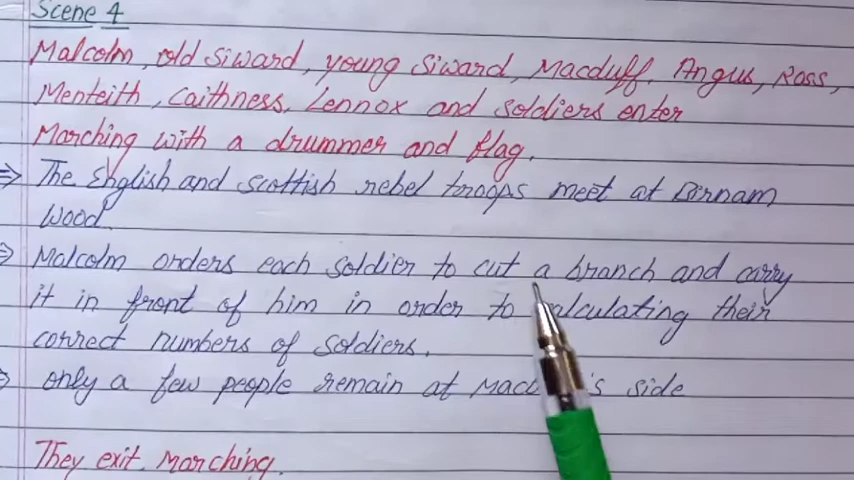 Scene 4
Malcolm, old Siward, young Siward, Macduff, Angus, Ross,
Menteith, Caithness, Lennox and soldiers enter
Marching with a drummer and flag.
⇒ The English and Scottish rebel troops meet at Birnam
Wood.
⇒ Malcolm orders each soldier to cut a branch and carry
it in front of him in order to calculating their
correct numbers of soldiers.
⇒ only a few people remain at side
They exit. Marching.